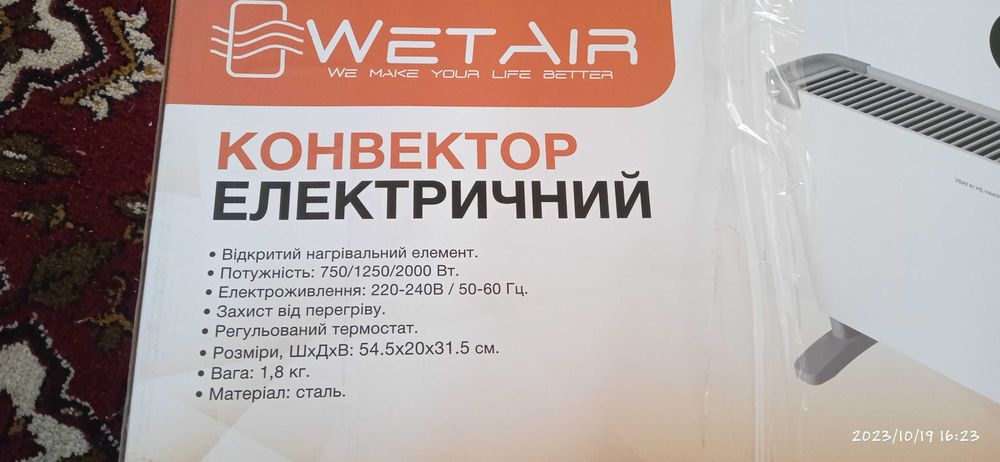 WETAIR
WE MAKE YOUR LIFE BETTER
КОНВЕКТОР
ЕЛЕКТРИЧНИЙ
• Відкритий нагрівальний елемент.
• Потужність: 750/1250/2000 Вт.
• Електроживлення: 220-240В / 50-60 Гц.
• Захист від перегріву.
• Регульований термостат.
• Розміри, ШхДхВ: 54.5х20х31.5 см.
• Вага: 1,8 кг.
• Матеріал: сталь.
УВАГА! НЕ
2023/10/19 16:23